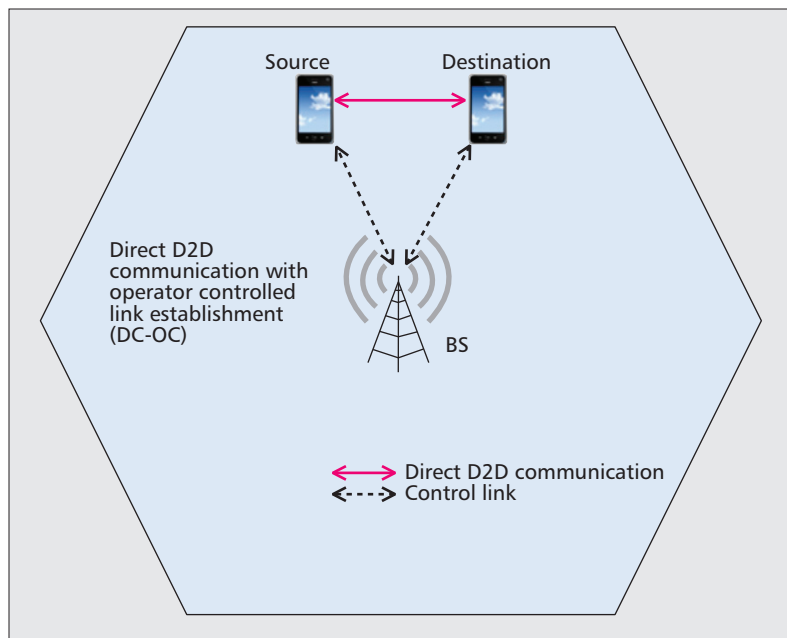 Source
Destination
Direct D2D
communication with
operator controlled
link establishment
(DC-OC)
BS
Direct D2D communication
Control link